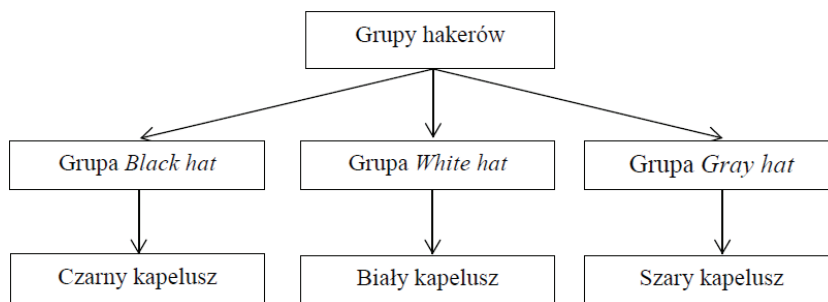 Grupy hakerów
Grupa Black hat
Grupa White hat
Grupa Gray hat
Czarny kapelusz
Biały kapelusz
Szary kapelusz